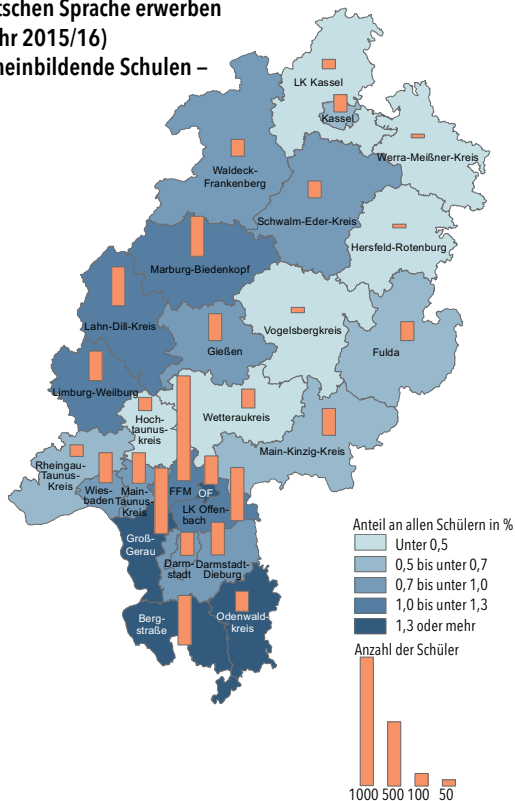 tschen Sprache erwerben
hr 2015/16)
meinbildende Schulen –
LK Kassel
Kassel
Werra-Meißner-Kreis
Waldeck-
Frankenberg
Schwalm-Eder-Kreis
Hersfeld-Rotenburg
Marburg-Biedenkopf
Lahn-Dill-Kreis
Vogelsbergkreis
Gießen
Fulda
Limburg-Weilburg
Hoch-
taunus-
kreis
Wetteraukreis
Main-Kinzig-Kreis
Rheingau-
Taunus-
Kreis
Wies-
baden
Main-
Taunus-
Kreis
FFM
OF
LK Offen-
bach
Groß-
Gerau
Darm-
stadt
Darmstadt-
Dieburg
Berg-
straße
Odenwald-
kreis
Anteil an allen Schülern in %
Unter 0,5
0,5 bis unter 0,7
0,7 bis unter 1,0
1,0 bis unter 1,3
1,3 oder mehr
Anzahl der Schüler
1000 500 100 50